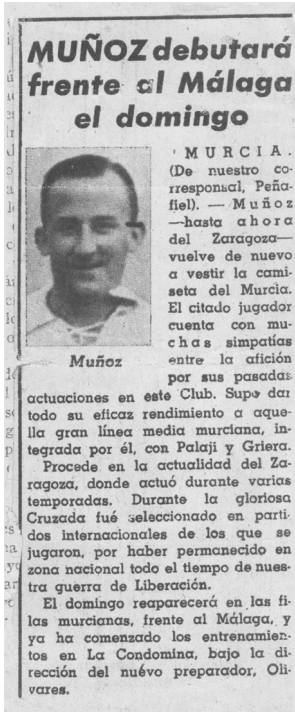 MUÑOZ debutará
frente al Málaga
el domingo
MURCIA.
(De nuestro co-
rresponsal, Peña-
fiel). — Muñoz
—hasta ahora
del Zaragoza—
vuelve de nuevo
a vestir la cami-
seta del Murcia.
El citado jugador
cuenta con mu-
chas simpatías
entre la afición
por sus pasadas
Muñoz
actuaciones en este Club. Supo dar
todo su eficaz rendimiento a aque-
lla gran línea media murciana, in-
tegrada por él, con Palaji y Griera.
Procede en la actualidad del Za-
ragoza, donde actuó durante varias
temporadas. Durante la gloriosa
Cruzada fué seleccionado en parti-
dos internacionales de los que se
jugaron, por haber permanecido en
zona nacional todo el tiempo de nues-
tra guerra de Liberación.
El domingo reaparecerá en las fi-
las murcianas, frente al Málaga, y
ya ha comenzado los entrenamien-
tos en La Condomina, bajo la di-
rección del nuévo preparador, Oli-
vares.